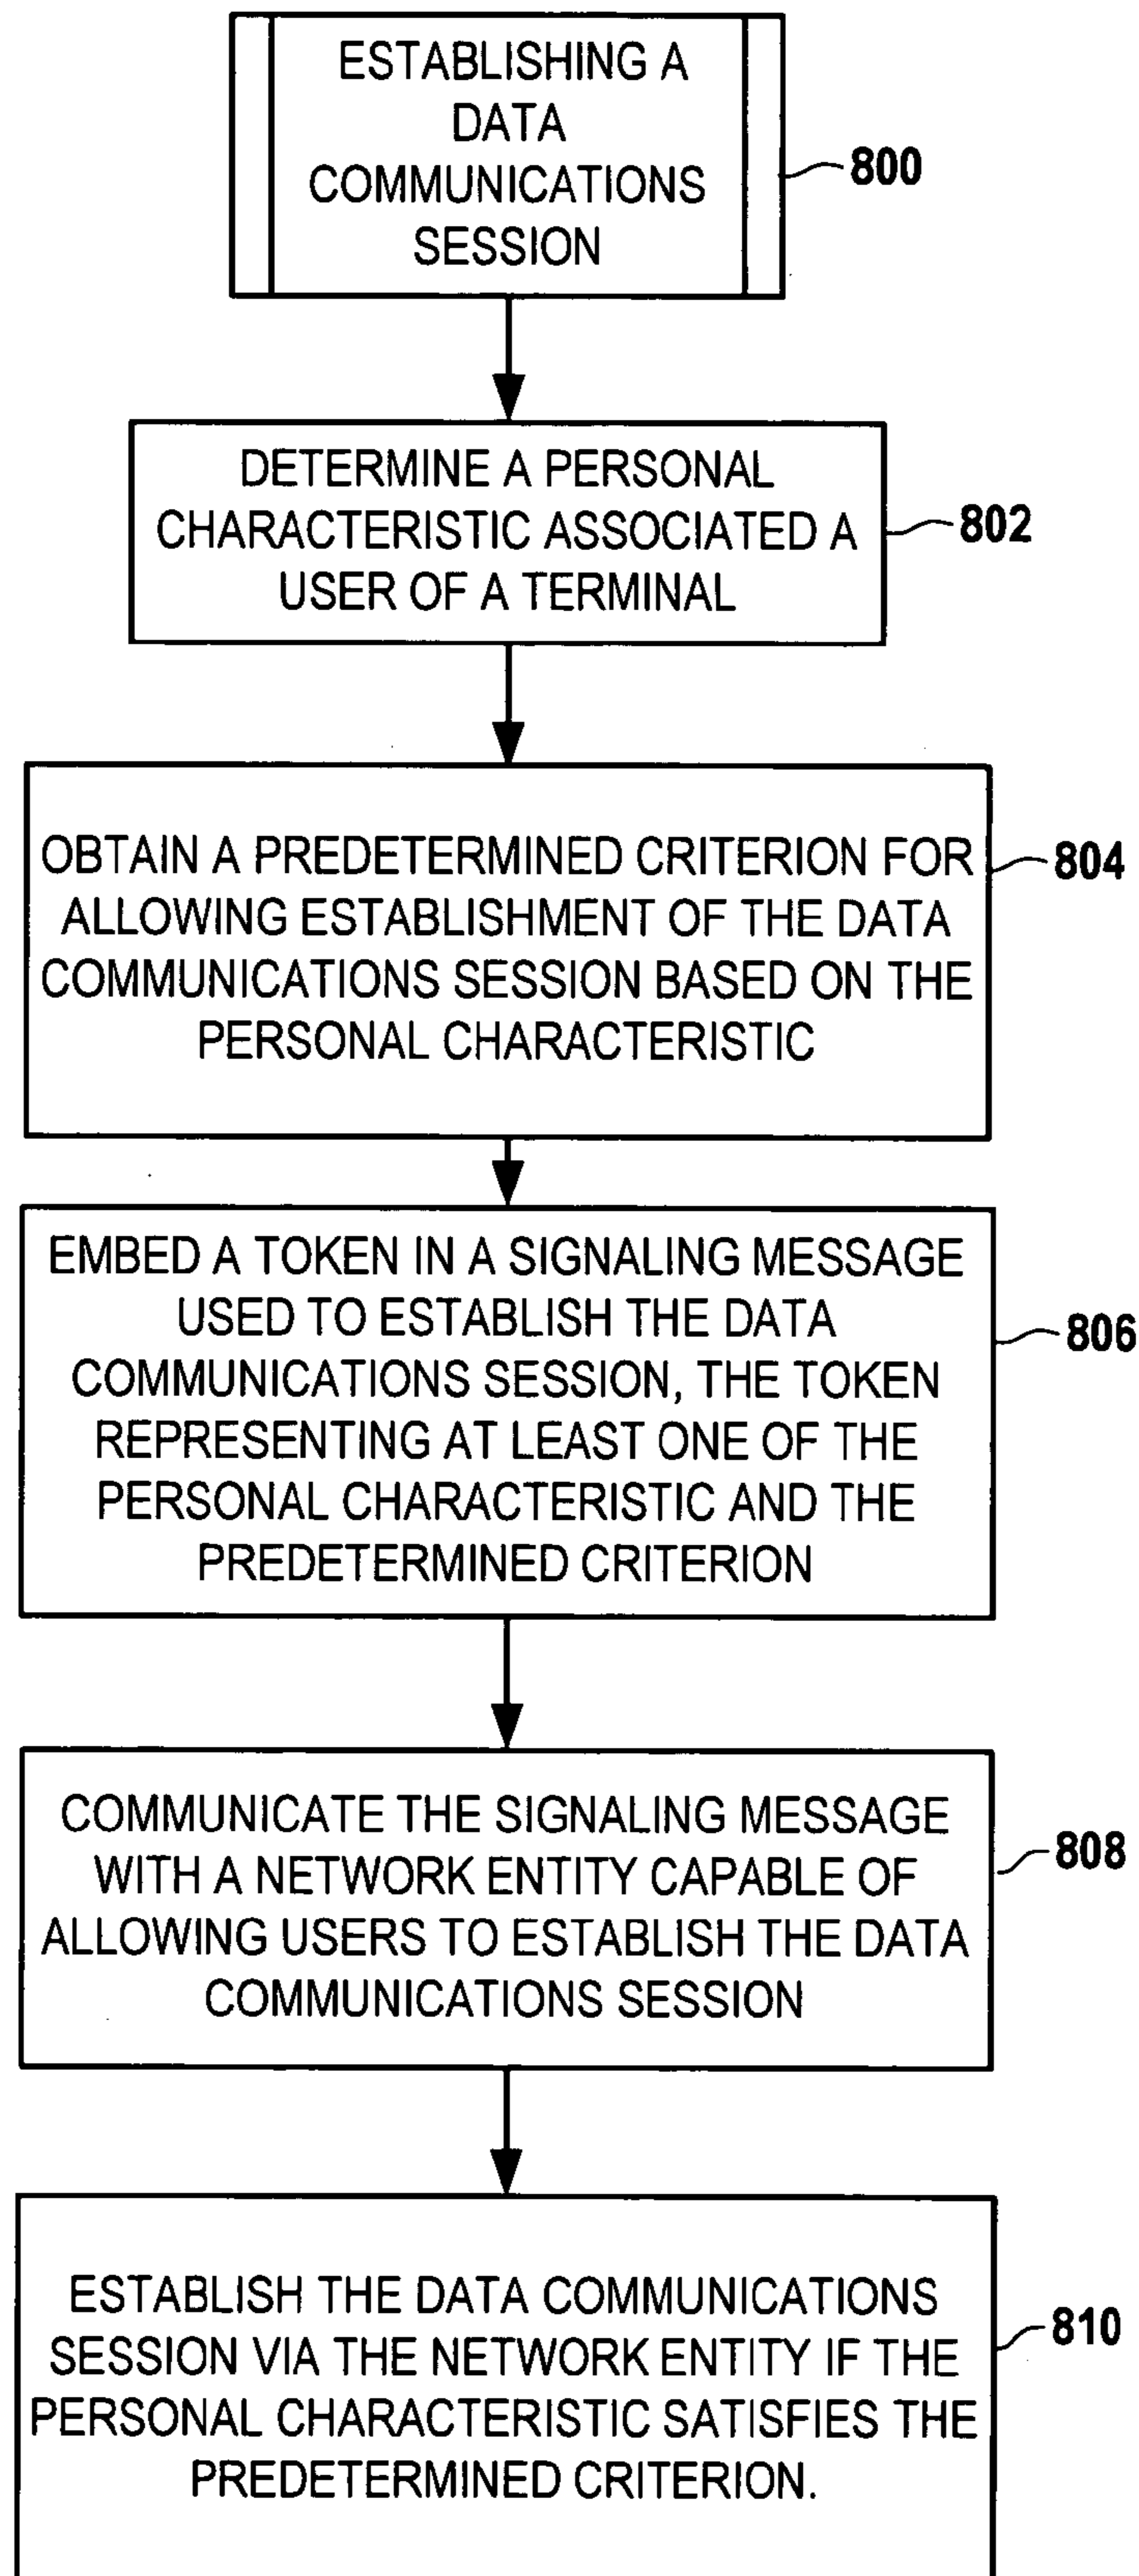 ESTABLISHING A
DATA
COMMUNICATIONS
SESSION
800
DETERMINE A PERSONAL
CHARACTERISTIC ASSOCIATED A
USER OF A TERMINAL
802
OBTAIN A PREDETERMINED CRITERION FOR
ALLOWING ESTABLISHMENT OF THE DATA
COMMUNICATIONS SESSION BASED ON THE
PERSONAL CHARACTERISTIC
804
EMBED A TOKEN IN A SIGNALING MESSAGE
USED TO ESTABLISH THE DATA
COMMUNICATIONS SESSION, THE TOKEN
REPRESENTING AT LEAST ONE OF THE
PERSONAL CHARACTERISTIC AND THE
PREDETERMINED CRITERION
806
COMMUNICATE THE SIGNALING MESSAGE
WITH A NETWORK ENTITY CAPABLE OF
ALLOWING USERS TO ESTABLISH THE DATA
COMMUNICATIONS SESSION
808
ESTABLISH THE DATA COMMUNICATIONS
SESSION VIA THE NETWORK ENTITY IF THE
PERSONAL CHARACTERISTIC SATISFIES THE
PREDETERMINED CRITERION.
810